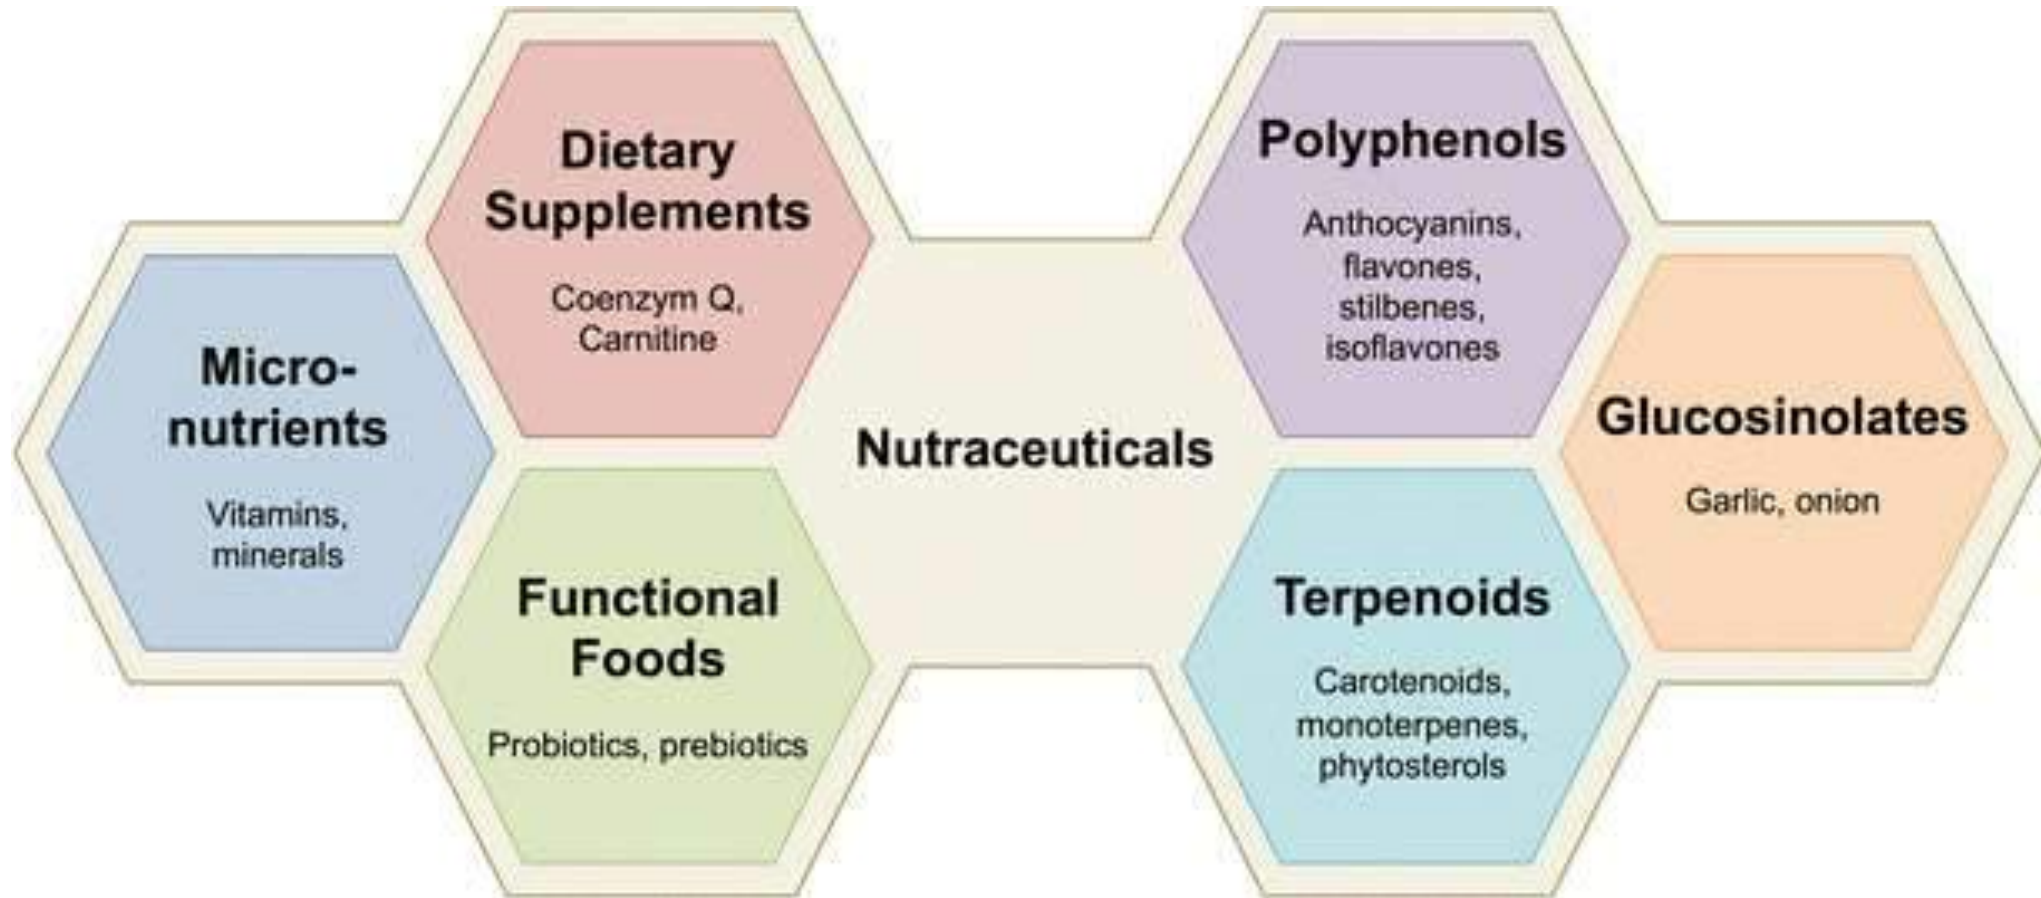 Micro-
nutrients
Vitamins,
minerals
Dietary
Supplements
Coenzym Q,
Carnitine
Functional
Foods
Probiotics, prebiotics
Nutraceuticals
Polyphenols
Anthocyanins,
flavones,
stilbenes,
isoflavones
Terpenoids
Carotenoids,
monoterpenes,
phytosterols
Glucosinolates
Garlic, onion